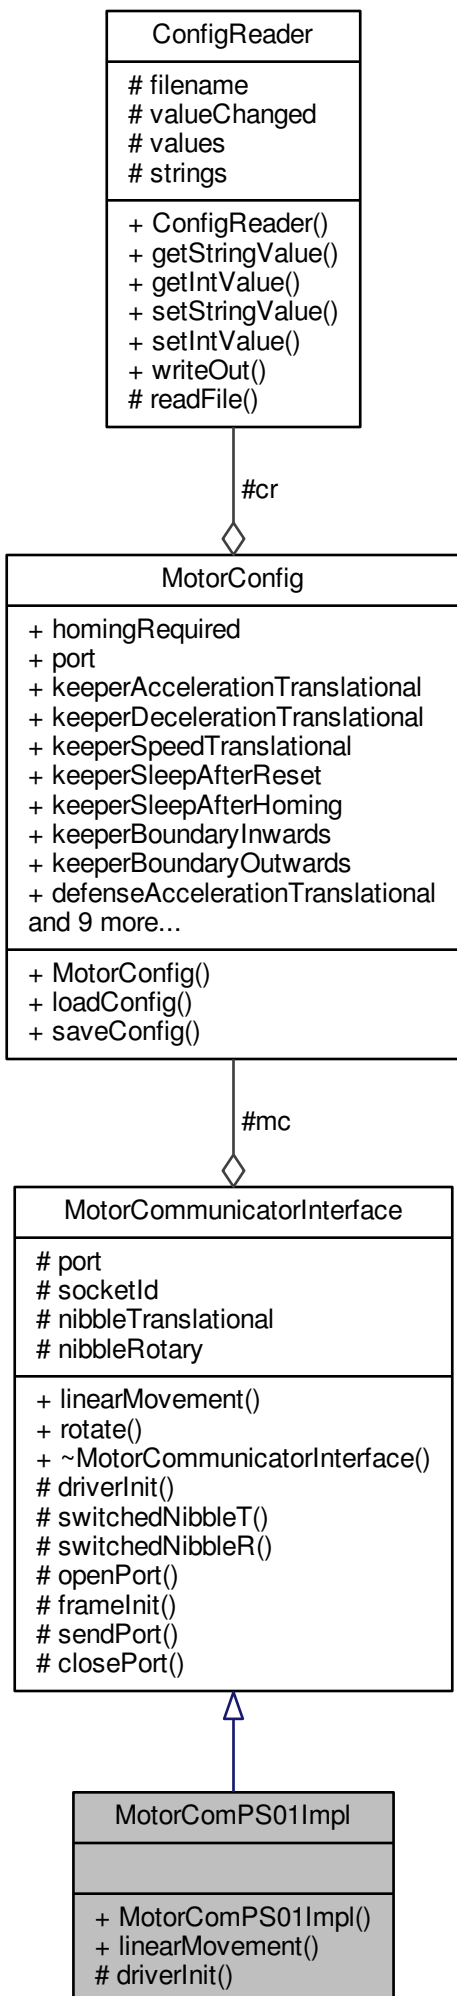 ConfigReader
# filename
# valueChanged
# values
# strings
+ ConfigReader()
+ getStringValue()
+ getIntValue()
+ setStringValue()
+ setIntValue()
+ writeOut()
# readFile()
#cr
MotorConfig
+ homingRequired
+ port
+ keeperAccelerationTranslational
+ keeperDecelerationTranslational
+ keeperSpeedTranslational
+ keeperSleepAfterReset
+ keeperSleepAfterHoming
+ keeperBoundaryInwards
+ keeperBoundaryOutwards
+ defenseAccelerationTranslational
and 9 more...
+ MotorConfig()
+ loadConfig()
+ saveConfig()
#mc
MotorCommunicatorInterface
# port
# socketId
# nibbleTranslational
# nibbleRotary
+ linearMovement()
+ rotate()
+ ~MotorCommunicatorInterface()
# driverInit()
# switchedNibbleT()
# switchedNibbleR()
# openPort()
# frameInit()
# sendPort()
# closePort()
MotorComPS01Impl
+ MotorComPS01Impl()
+ linearMovement()
# driverInit()